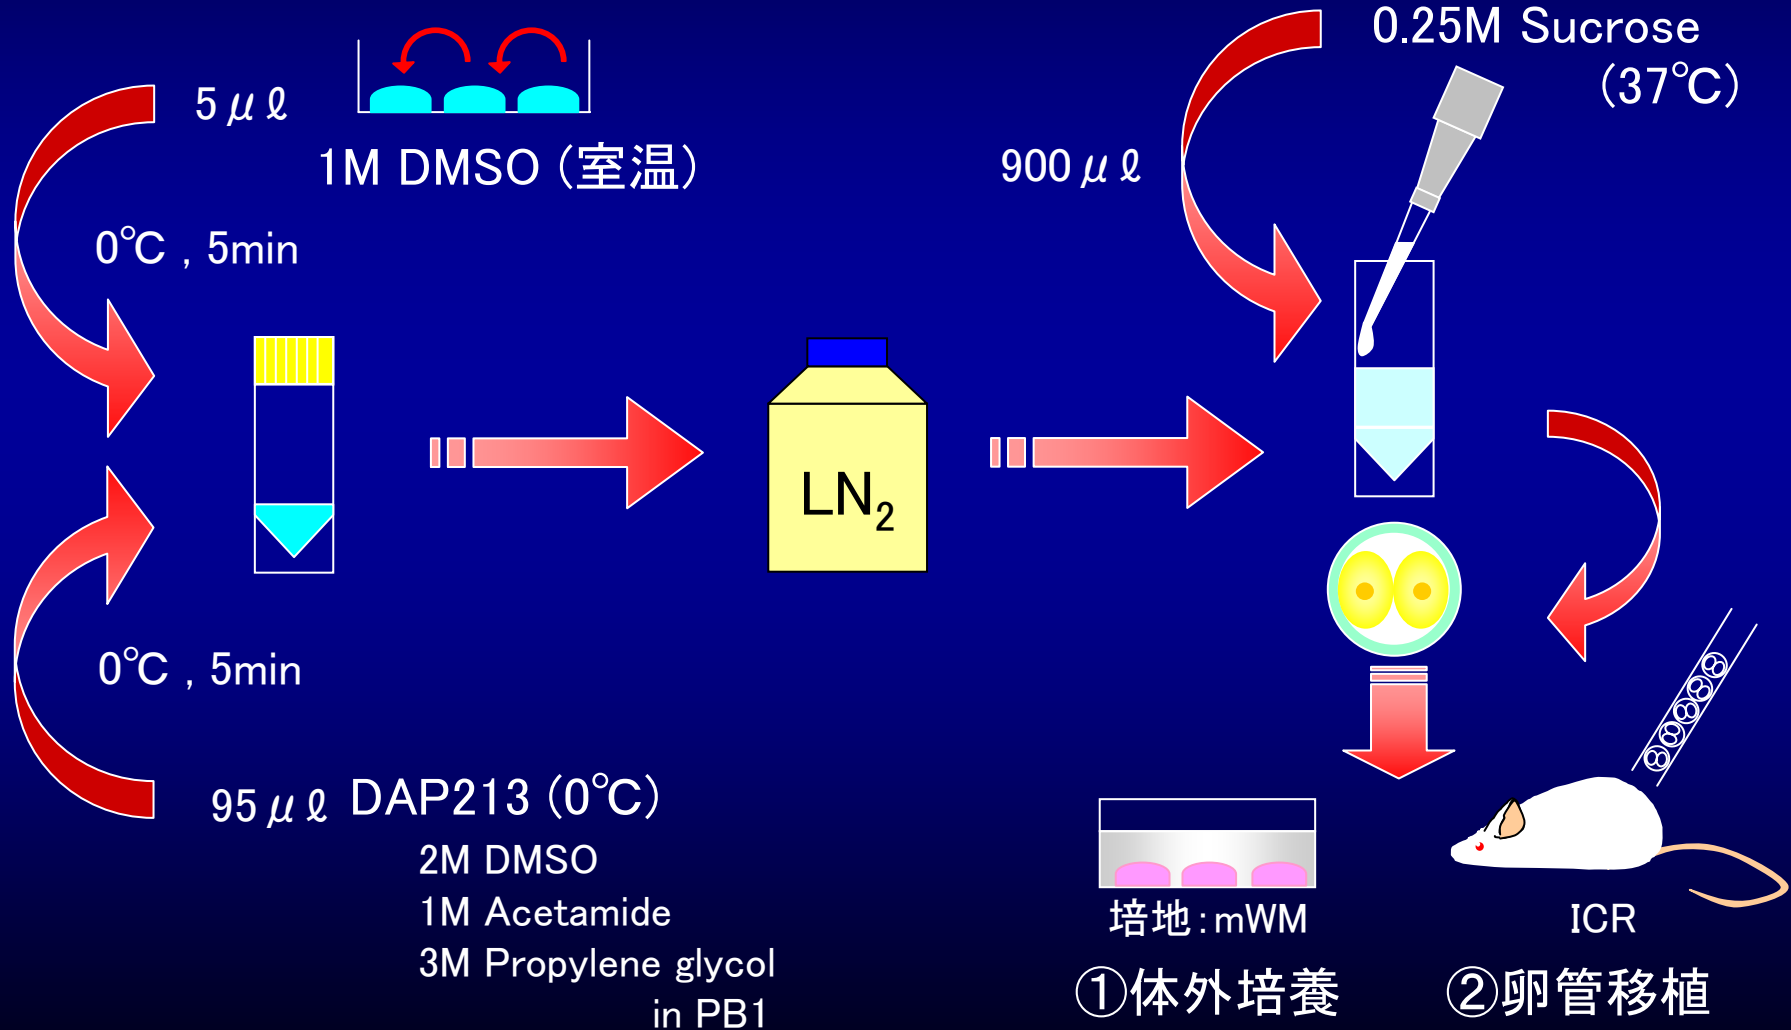 5μℓ
1M DMSO（室温）
0℃ , 5min
0℃ , 5min
95μℓ DAP213（0℃）
2M DMSO
1M Acetamide
3M Propylene glycol
in PB1
LN₂
0.25M Sucrose
（37℃）
900μℓ
培地：mWM
①体外培養
ICR
②卵管移植